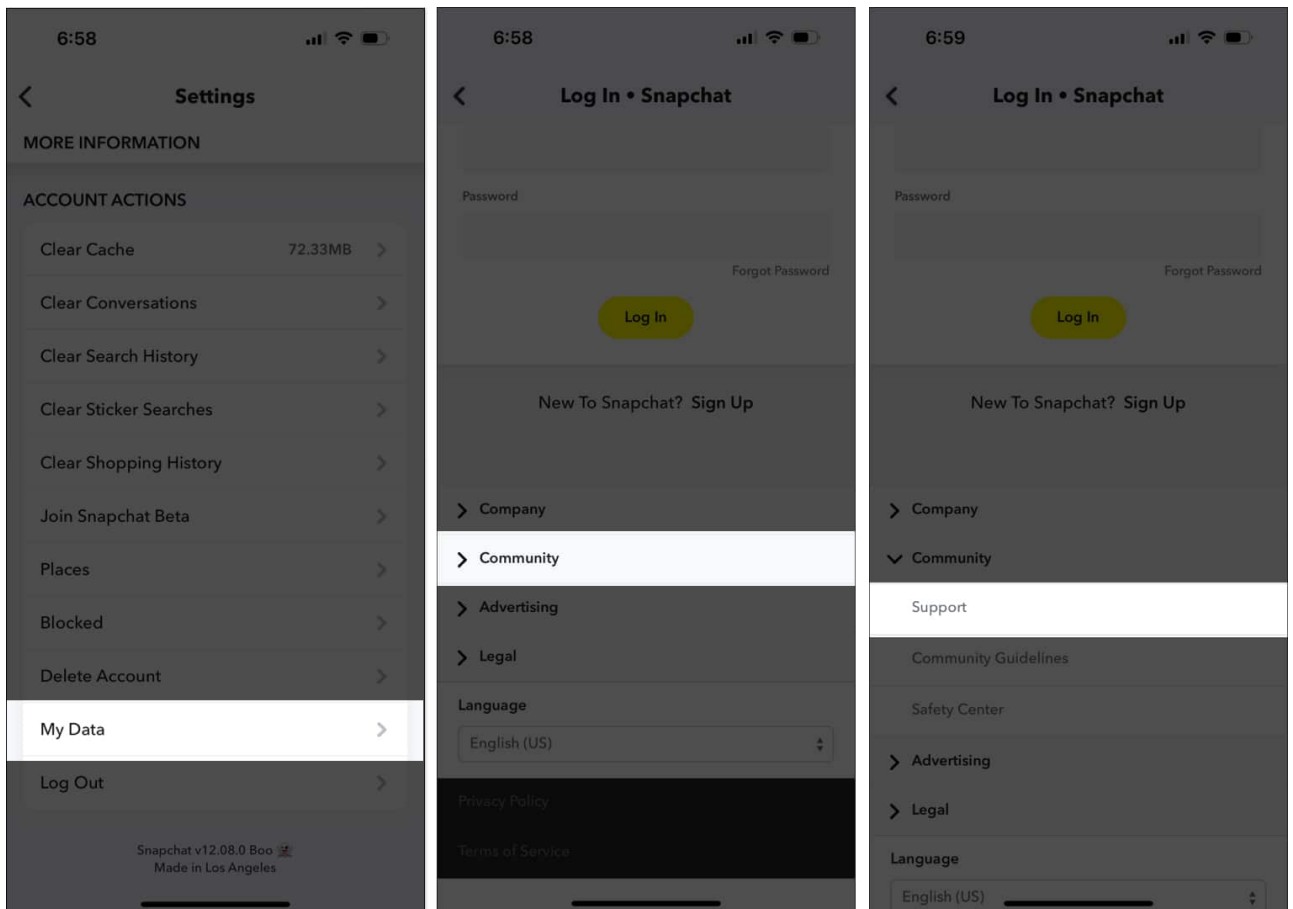 6:58
Settings
MORE INFORMATION
ACCOUNT ACTIONS
Clear Cache 72.33MB
Clear Conversations
Clear Search History
Clear Sticker Searches
Clear Shopping History
Join Snapchat Beta
Places
Blocked
Delete Account
My Data
Log Out
Snapchat v12.08.0 Boo 👻
Made in Los Angeles
6:58
Log In • Snapchat
Password
Forgot Password
Log In
New To Snapchat? Sign Up
Company
Community
Advertising
Legal
Language
English (US)
Privacy Policy
Terms of Service
6:59
Log In • Snapchat
Password
Forgot Password
Log In
New To Snapchat? Sign Up
Company
Community
Support
Community Guidelines
Safety Center
Advertising
Legal
Language
English (US)